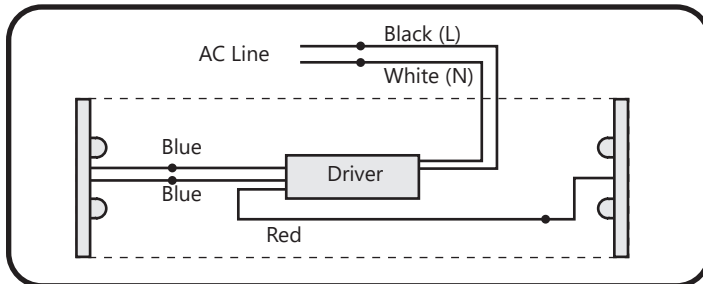 Black (L)
AC Line
White (N)
Blue
Driver
Blue
Red